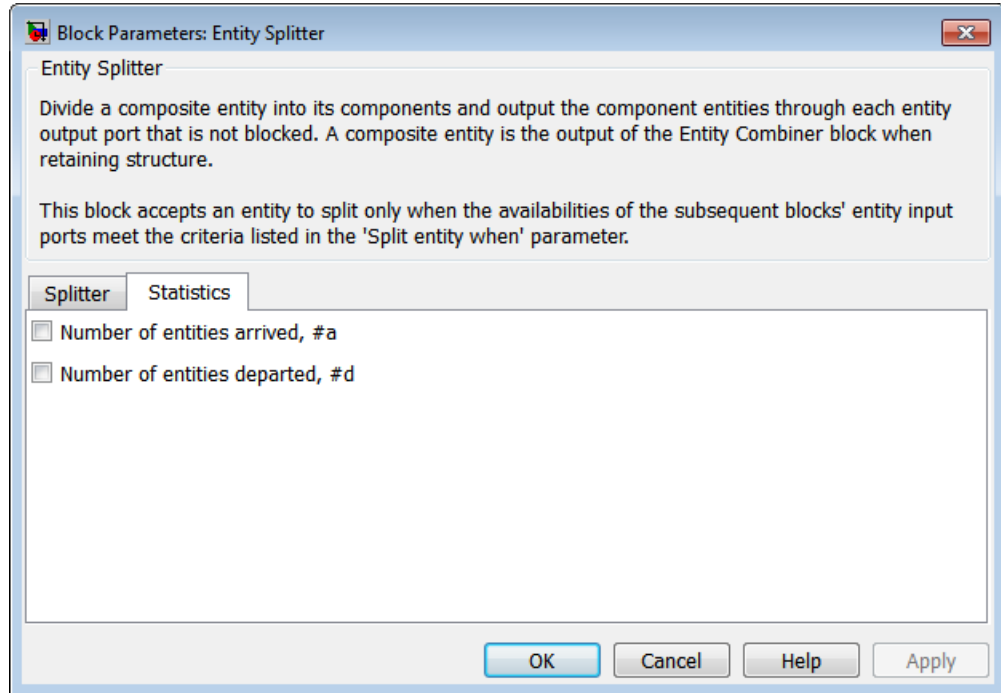 Block Parameters: Entity Splitter
Entity Splitter
Divide a composite entity into its components and output the component entities through each entity
output port that is not blocked. A composite entity is the output of the Entity Combiner block when
retaining structure.
This block accepts an entity to split only when the availabilities of the subsequent blocks' entity input
ports meet the criteria listed in the 'Split entity when' parameter.
Splitter Statistics
Number of entities arrived, #a
Number of entities departed, #d
OK Cancel Help Apply